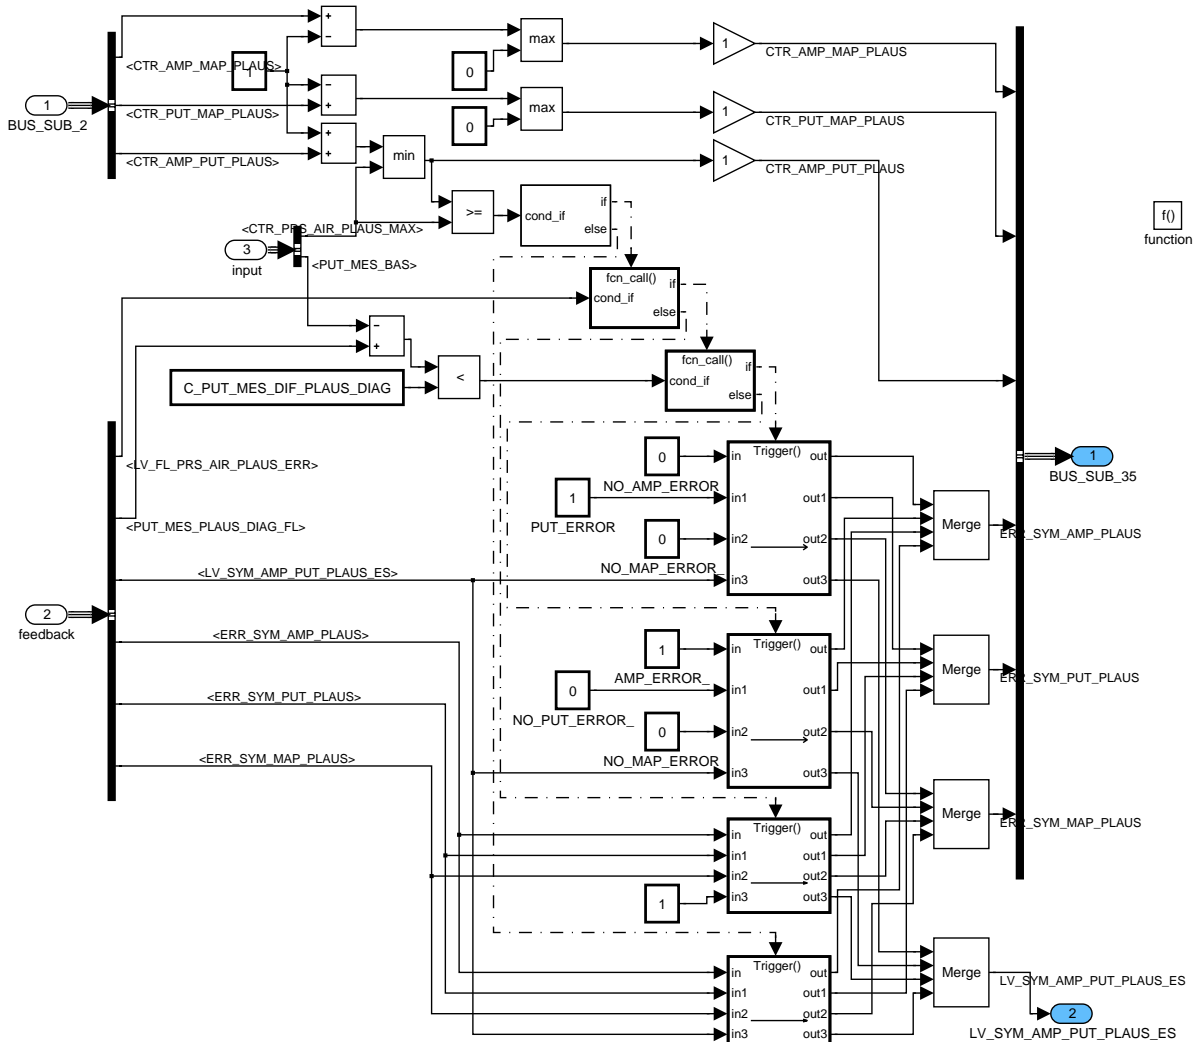 +
−
max
1
CTR_AMP_MAP_PLAUS
<CTR_AMP_MAP_PLAUS>
1
0
−
+
max
1
CTR_PUT_MAP_PLAUS
1
BUS_SUB_2
<CTR_PUT_MAP_PLAUS>
0
+
+
min
1
CTR_AMP_PUT_PLAUS
<CTR_AMP_PUT_PLAUS>
>=
cond_if
if
else
f()
function
<CTR_PRS_AIR_PLAUS_MAX>
3
input
<PUT_MES_BAS>
fcn_call()
cond_if
if
else
−
+
C_PUT_MES_DIF_PLAUS_DIAG
<
fcn_call()
cond_if
if
else
<LV_FL_PRS_AIR_PLAUS_ERR>
<PUT_MES_PLAUS_DIAG_FL>
<LV_SYM_AMP_PUT_PLAUS_ES>
2
feedback
<ERR_SYM_AMP_PLAUS>
<ERR_SYM_PUT_PLAUS>
<ERR_SYM_MAP_PLAUS>
0
NO_AMP_ERROR
1
PUT_ERROR
0
NO_MAP_ERROR_
Trigger()
in
in1
in2
in3
out
out1
out2
out3
1
BUS_SUB_35
Merge
ERR_SYM_AMP_PLAUS
1
AMP_ERROR_
0
NO_PUT_ERROR_
0
NO_MAP_ERROR
Trigger()
in
in1
in2
in3
out
out1
out2
out3
Merge
ERR_SYM_PUT_PLAUS
Merge
ERR_SYM_MAP_PLAUS
1
Trigger()
in
in1
in2
in3
out
out1
out2
out3
Trigger()
in
in1
in2
in3
out
out1
out2
out3
Merge
LV_SYM_AMP_PUT_PLAUS_ES
2
LV_SYM_AMP_PUT_PLAUS_ES